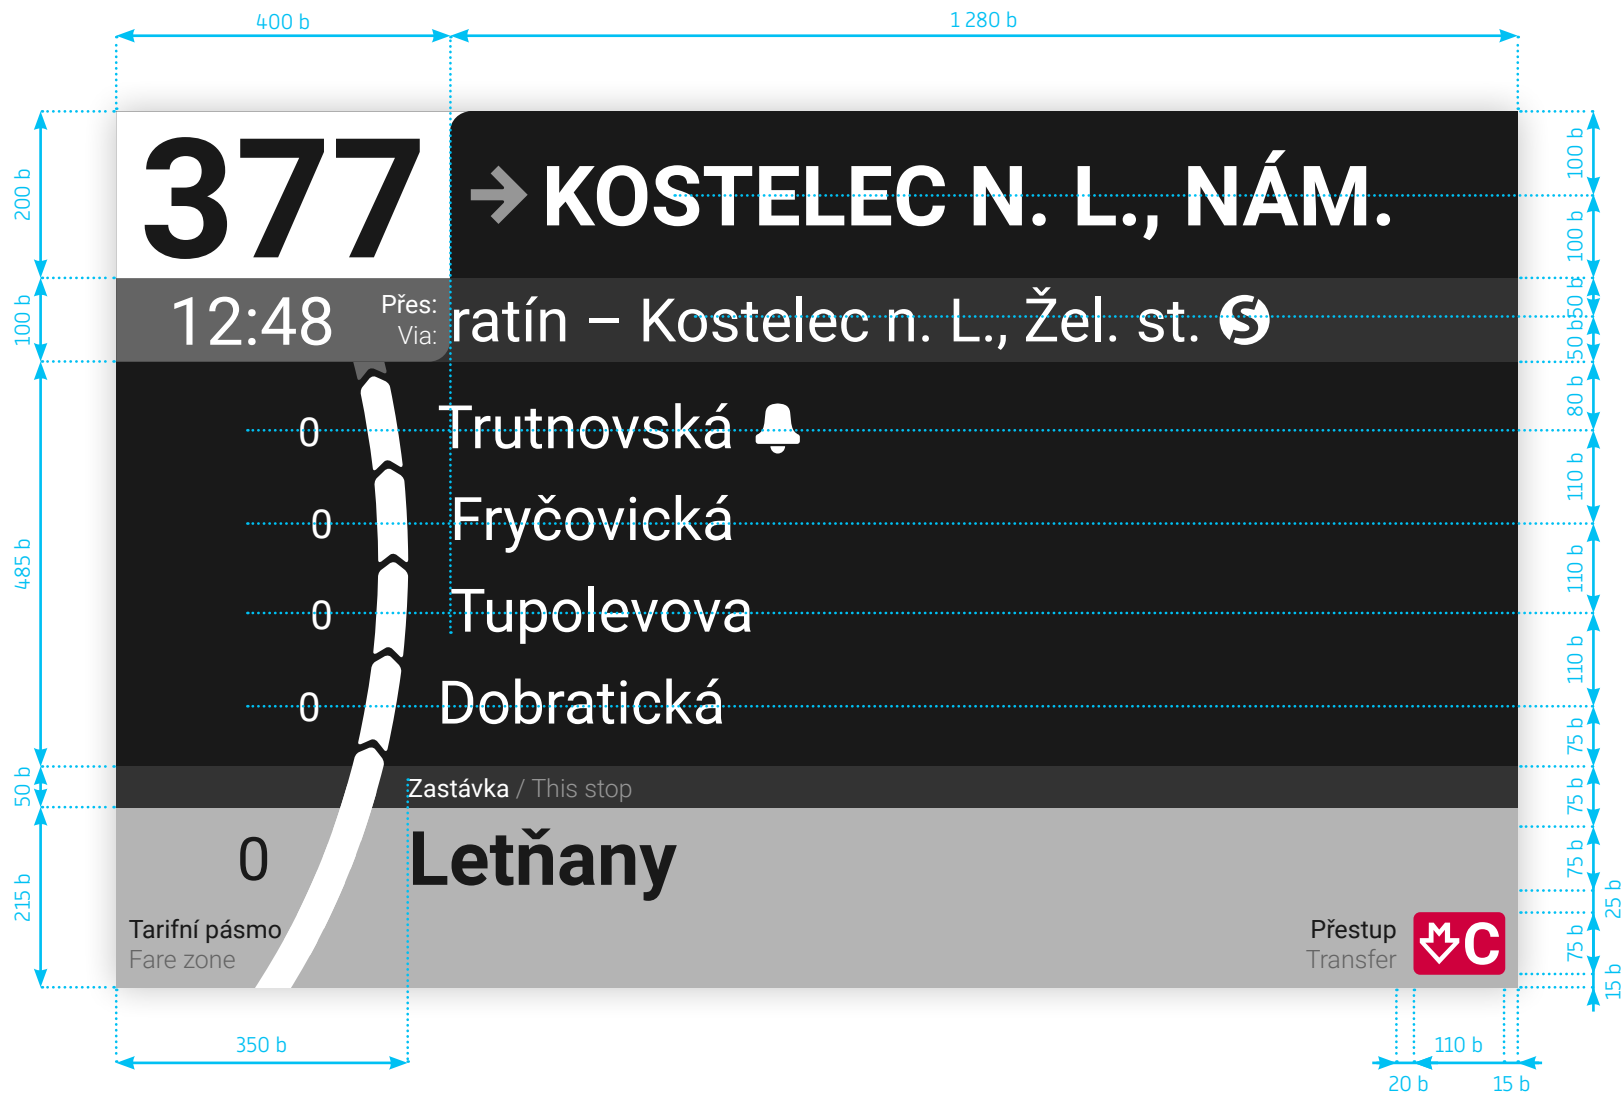 400 b
1 280 b
377
→ KOSTELEC N. L., NÁM.
200 b
100 b
100 b
12:48
Přes:
Via:
ratín – Kostelec n. L., Žel. st. S
100 b
50 b
50 b
0 Trutnovská
80 b
0 Fryčovická
110 b
485 b
0 Tupolevova
110 b
0 Dobratická
110 b
75 b
Zastávka / This stop
50 b
75 b
0 Letňany
75 b
215 b
25 b
Tarifní pásmo
Fare zone
Přestup
Transfer
M C
75 b
15 b
350 b
110 b
20 b
15 b